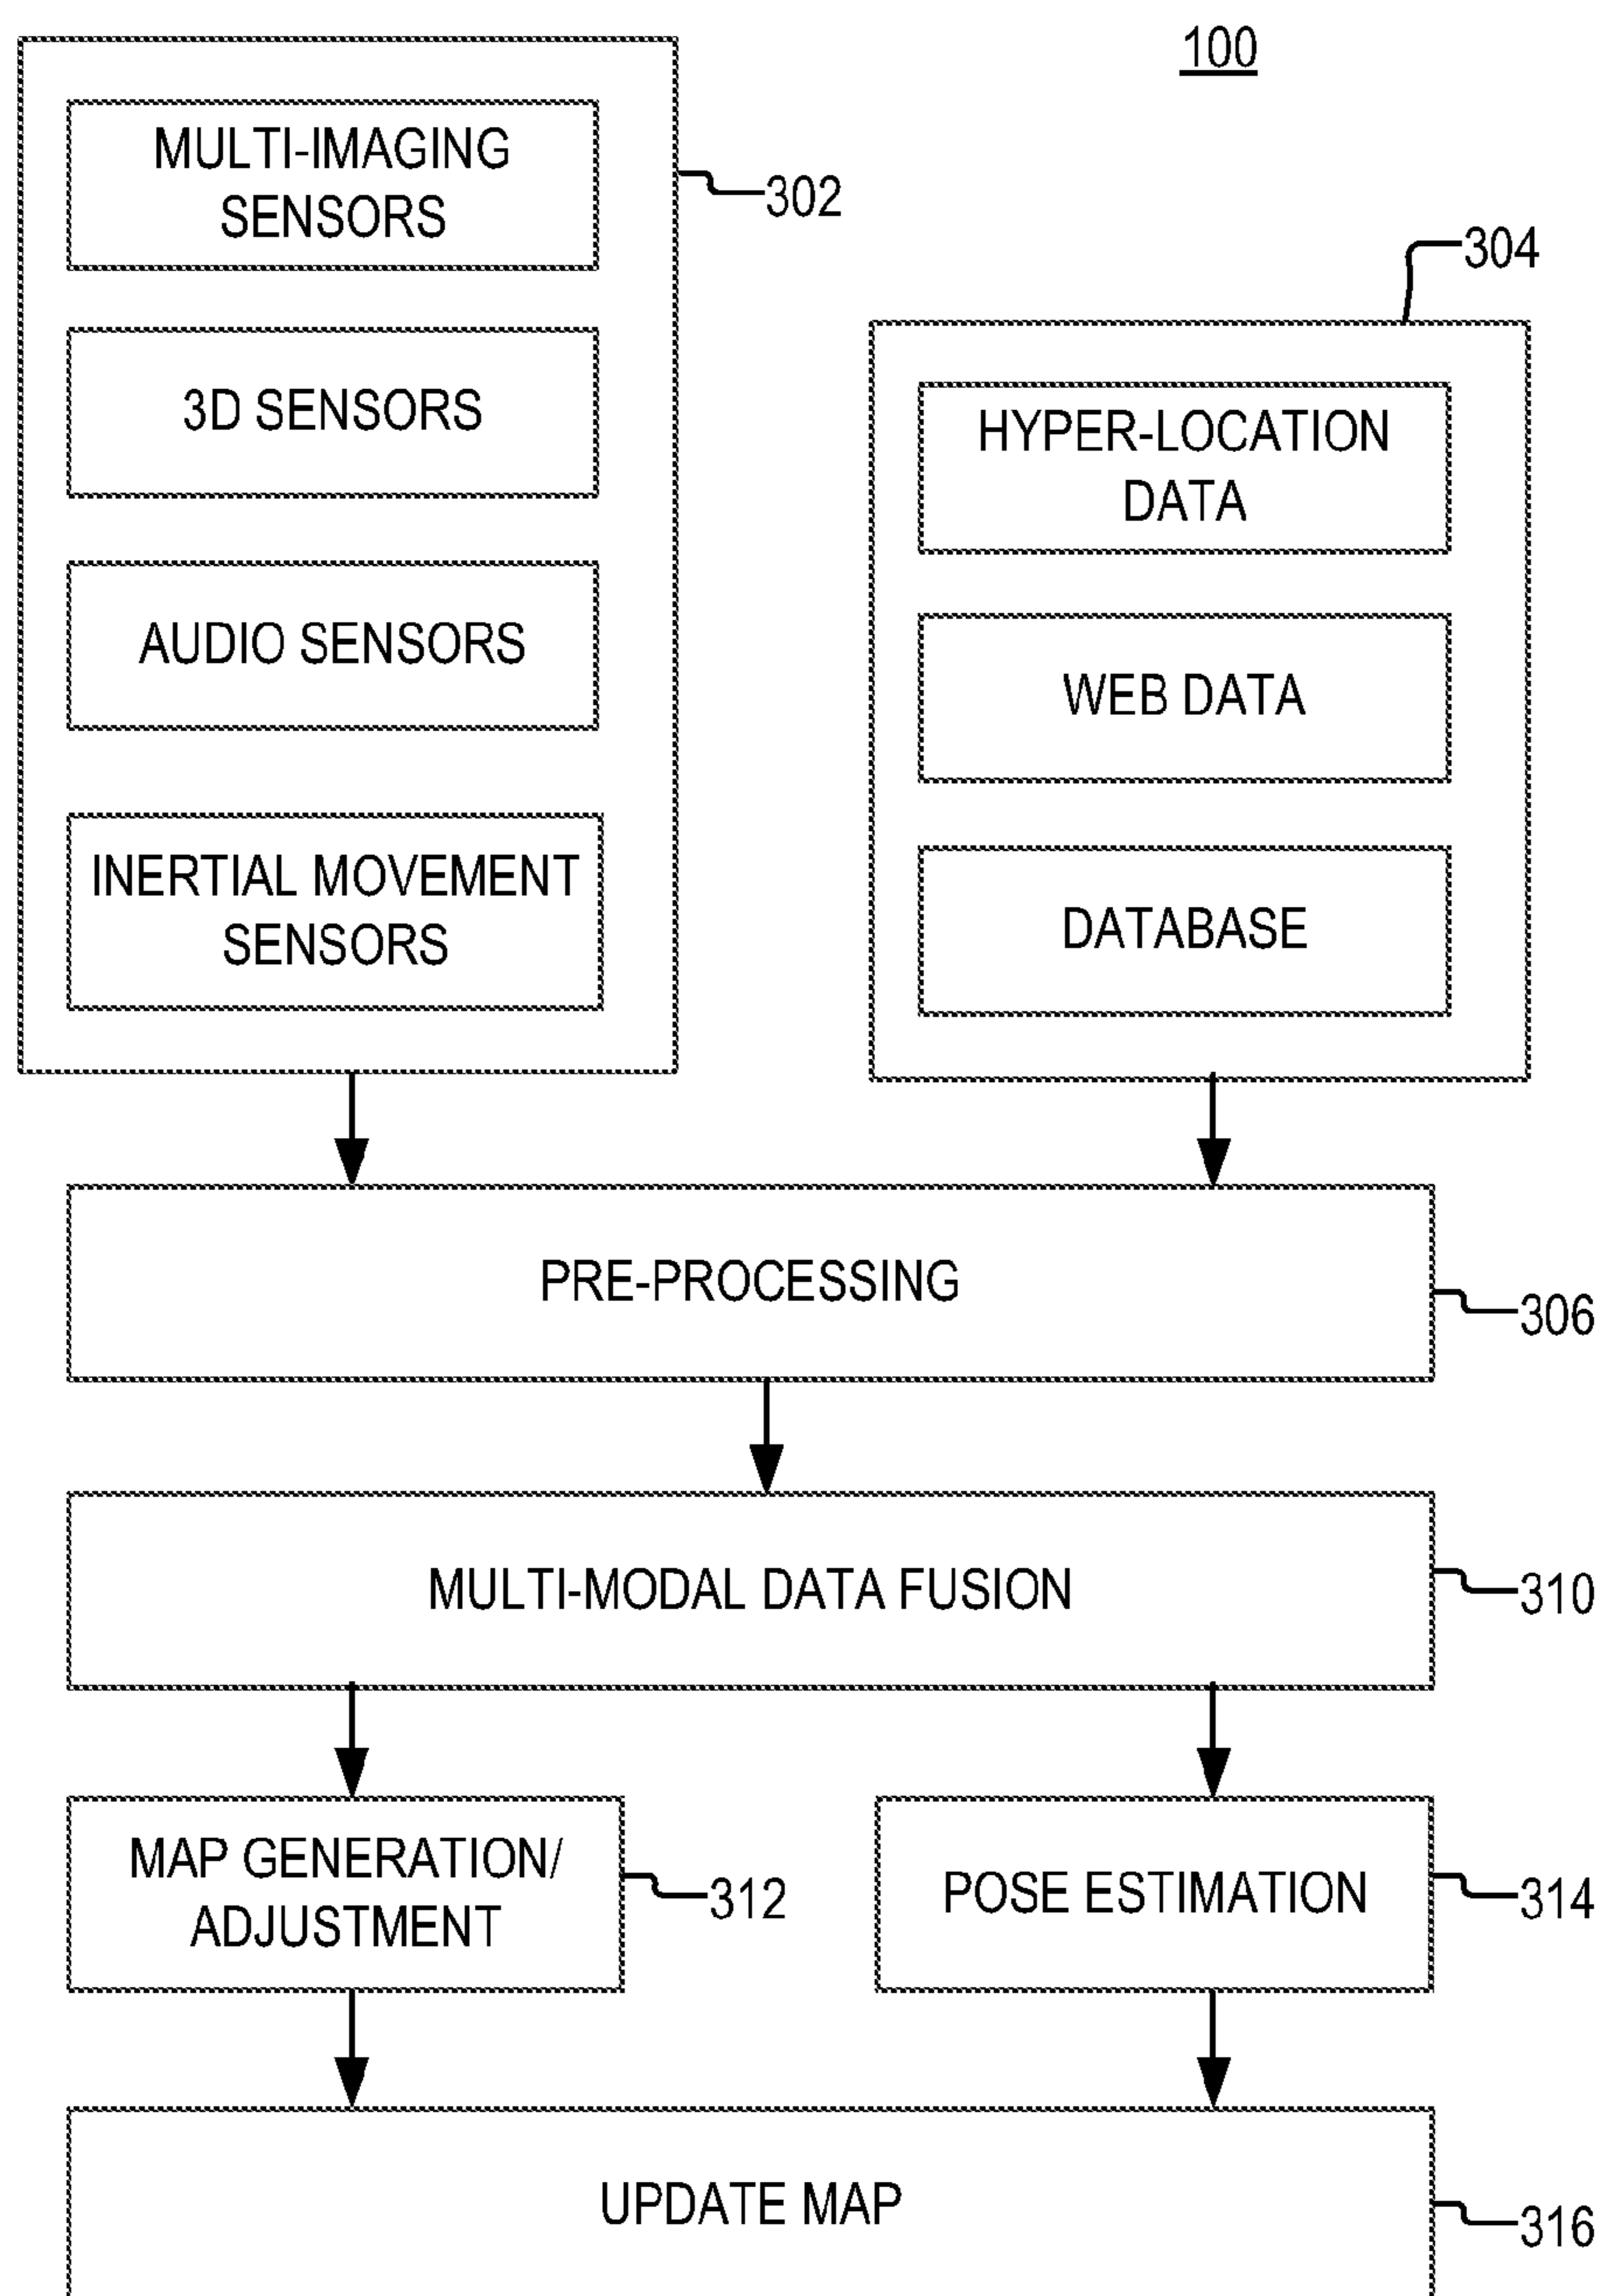 100
MULTI-IMAGING
SENSORS
302
3D SENSORS
AUDIO SENSORS
INERTIAL MOVEMENT
SENSORS
304
HYPER-LOCATION
DATA
WEB DATA
DATABASE
PRE-PROCESSING
306
MULTI-MODAL DATA FUSION
310
MAP GENERATION/
ADJUSTMENT
312
POSE ESTIMATION
314
UPDATE MAP
316